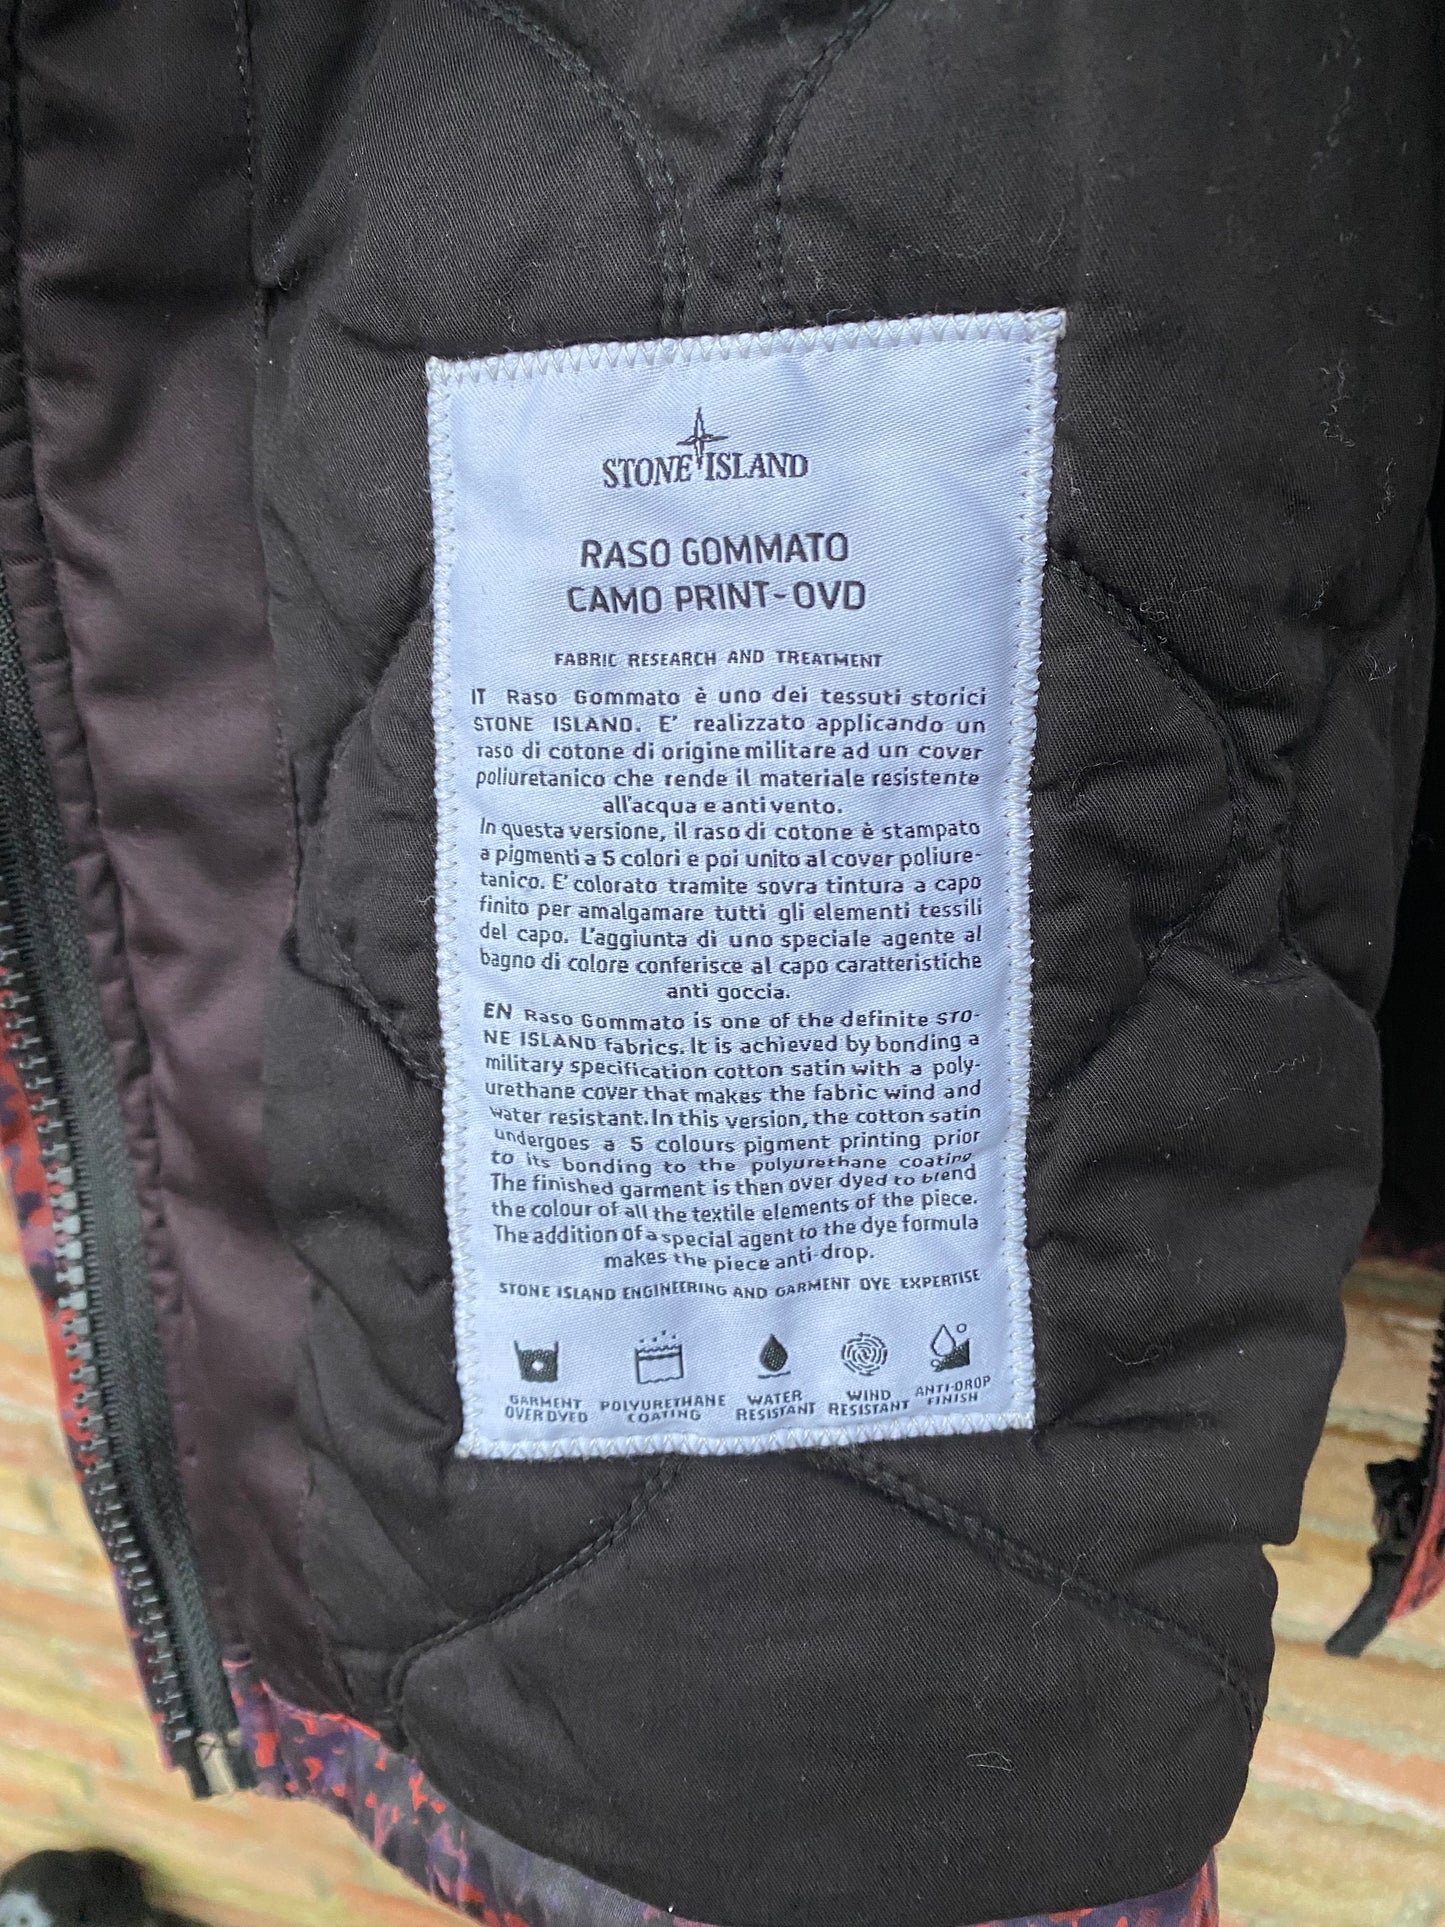 STONE ISLAND
RASO GOMMATO
CAMO PRINT-OVD
FABRIC RESEARCH AND TREATMENT
IT Raso Gommato è uno dei tessuti storici
STONE ISLAND. E' realizzato applicando un
raso di cotone di origine militare ad un cover
poliuretanico che rende il materiale resistente
all'acqua e anti vento.
In questa versione, il raso di cotone è stampato
a pigmenti a 5 colori e poi unito al cover poliure-
tanico. E' colorato tramite sovra tintura a capo
finito per amalgamare tutti gli elementi tessili
del capo. L'aggiunta di uno speciale agente al
bagno di colore conferisce al capo caratteristiche
anti goccia.
EN Raso Gommato is one of the definite STO-
NE ISLAND fabrics. It is achieved by bonding a
military specification cotton satin with a poly-
urethane cover that makes the fabric wind and
water resistant. In this version, the cotton satin
undergoes a 5 colours pigment printing prior
to its bonding to the polyurethane coating
The finished garment is then over dyed to blend
the colour of all the textile elements of the piece.
The addition of a special agent to the dye formula
makes the piece anti-drop.
STONE ISLAND ENGINEERING AND GARMENT DYE EXPERTISE
GARMENT OVER DYED
POLYURETHANE COATING
WATER RESISTANT
WIND RESISTANT
ANTI-DROP FINISH